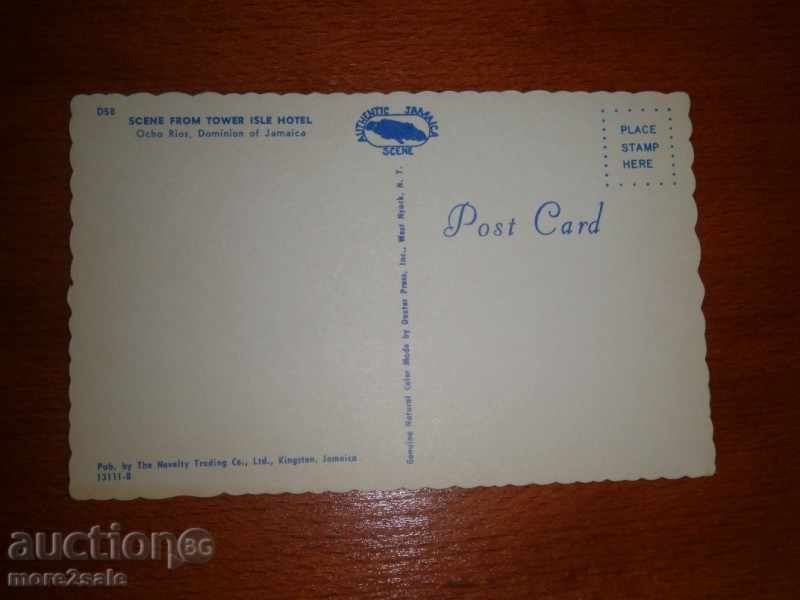 DS8
SCENE FROM TOWER ISLE HOTEL
Ocho Rios, Dominion of Jamaica
AUTHENTIC JAMAICA
SCENE
PLACE
STAMP
HERE
Post Card
Genuine Natural Color Made by Dexter Press, Inc., West Nyack, N. Y.
Pub. by The Novelty Trading Co., Ltd., Kingston, Jamaica
13111-B
auction BG
more2sale